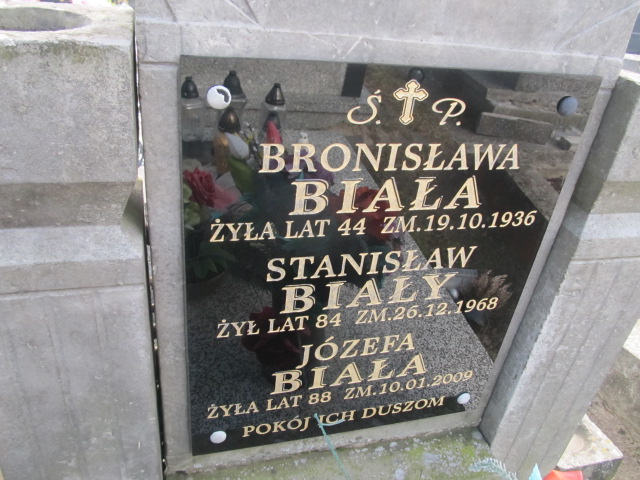 Ś. P.
BRONISŁAWA
BIAŁA
ŻYŁA LAT 44 ZM.19.10.1936
STANISŁAW
BIAŁY
ŻYŁ LAT 84 ZM.26.12.1968
JÓZEFA
BIAŁA
ŻYŁA LAT 88 ZM.10.01.2009
POKÓJ ICH DUSZOM